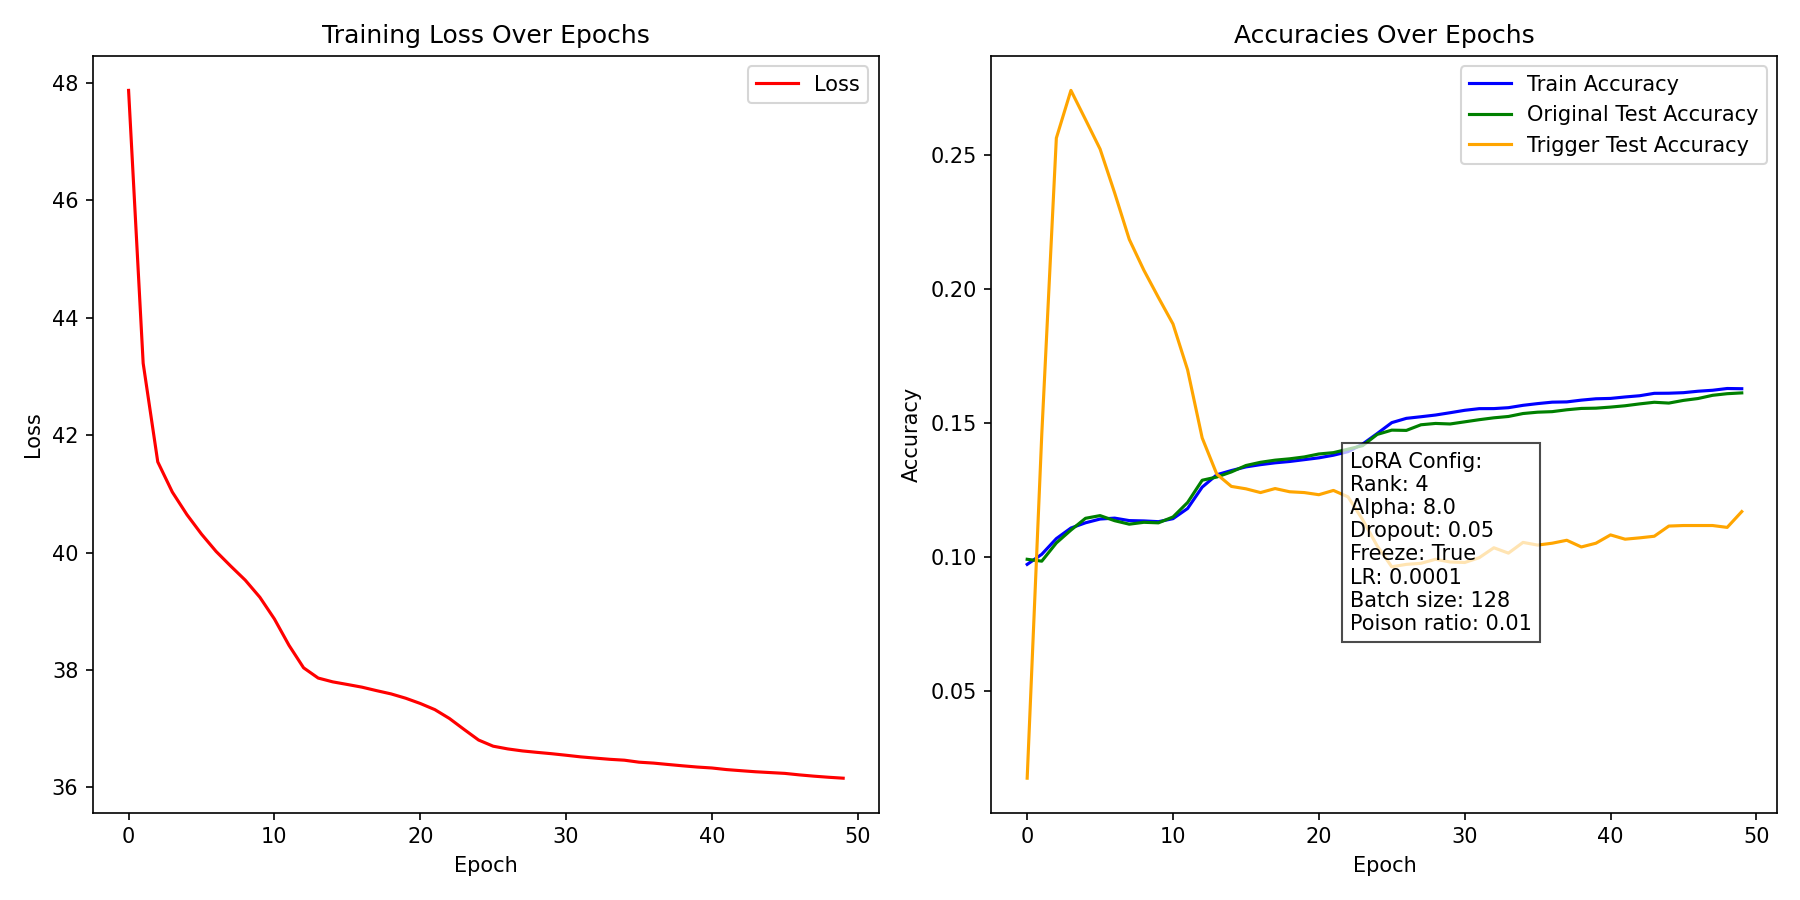 Training Loss Over Epochs
Loss
48
46
44
42
40
38
36
Loss
0
10
20
30
40
50
Epoch
Accuracies Over Epochs
Train Accuracy
Original Test Accuracy
Trigger Test Accuracy
0.25
0.20
0.15
0.10
0.05
Accuracy
LoRA Config:
Rank: 4
Alpha: 8.0
Dropout: 0.05
Freeze: True
LR: 0.0001
Batch size: 128
Poison ratio: 0.01
0
10
20
30
40
50
Epoch